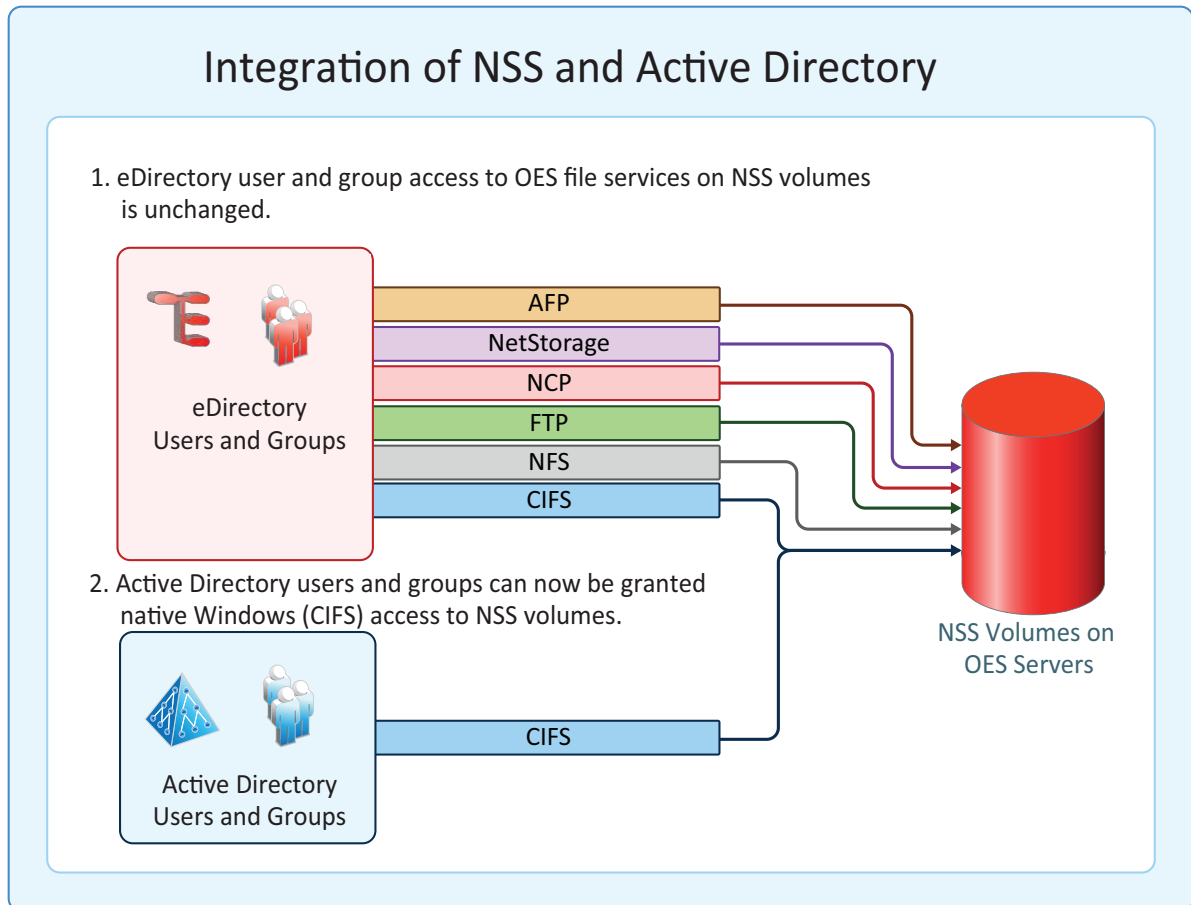 Integration of NSS and Active Directory
1. eDirectory user and group access to OES file services on NSS volumes
is unchanged.
eDirectory
Users and Groups
AFP
NetStorage
NCP
FTP
NFS
CIFS
2. Active Directory users and groups can now be granted
native Windows (CIFS) access to NSS volumes.
Active Directory
Users and Groups
CIFS
NSS Volumes on
OES Servers